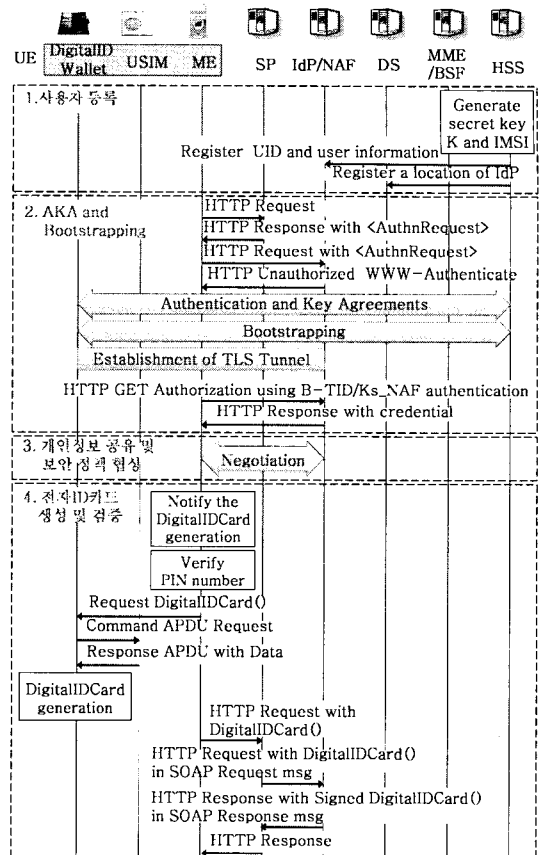 UE DigitalID Wallet USIM ME SP IdP/NAF DS MME /BSF HSS
1.사용자 등록
Generate
secret key
K and IMSI
Register UID and user information
Register a location of IdP
2. AKA and
Bootstrapping
HTTP Request
HTTP Response with <AuthnRequest>
HTTP Request with <AuthnRequest>
HTTP Unauthorized WWW-Authenticate
Authentication and Key Agreements
Bootstrapping
Establishment of TLS Tunnel
HTTP GET Authorization using B-TID/Ks_NAF authentication
HTTP Response with credential
3. 개인정보 공유 및
보안 정책 협상
Negotiation
4. 전자ID카드
생성 및 검증
Notify the
DigitalIDCard
generation
Verify
PIN number
Request DigitalIDCard()
Command APDU Request
Response APDU with Data
DigitalIDCard
generation
HTTP Request with
DigitalIDCard()
HTTP Request with DigitalIDCard()
in SOAP Request msg
HTTP Response with Signed DigitalIDCard()
in SOAP Response msg
HTTP Response